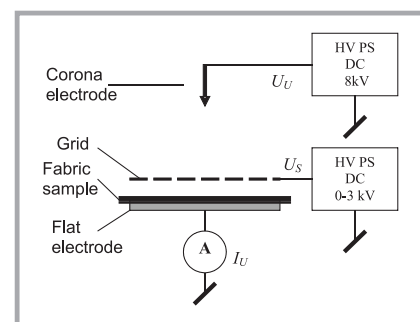 HV PS
DC
8kV
Corona
electrode
U_U
Grid
U_S
HV PS
DC
0-3 kV
Fabric
sample
Flat
electrode
A
I_U